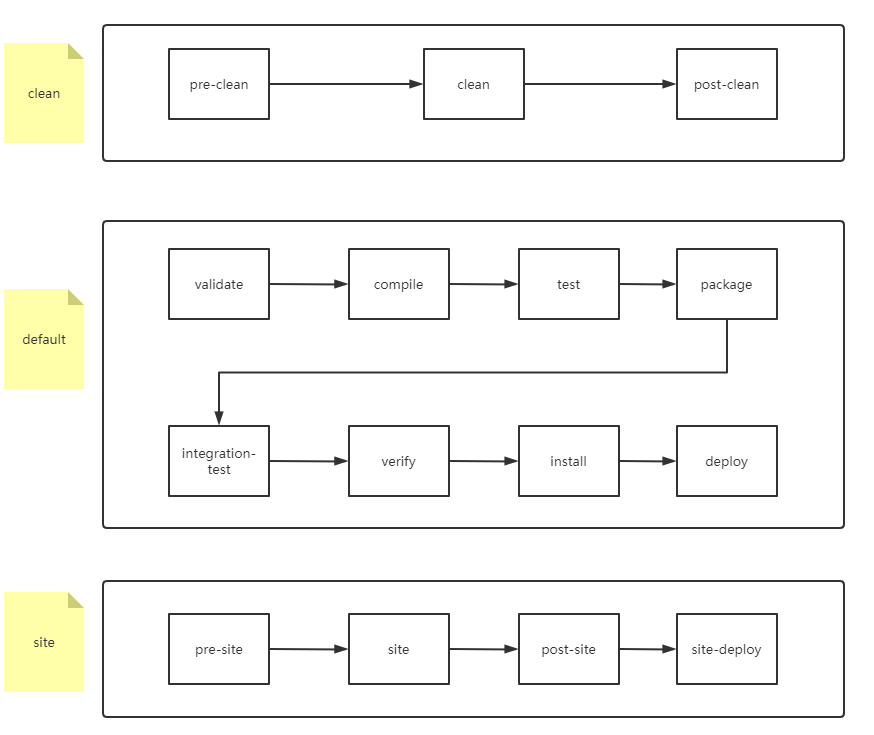 clean
pre-clean
clean
post-clean
default
validate
compile
test
package
integration-
test
verify
install
deploy
site
pre-site
site
post-site
site-deploy